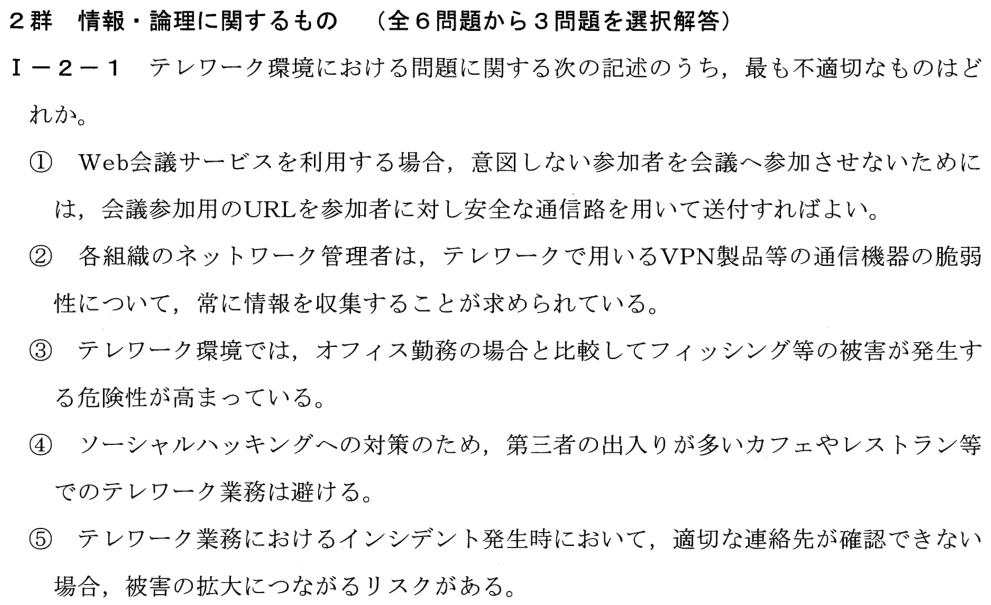 ２群　情報・論理に関するもの　（全６問題から３問題を選択解答）
Ⅰ－２－１　テレワーク環境における問題に関する次の記述のうち，最も不適切なものはど
れか。
①　Web会議サービスを利用する場合，意図しない参加者を会議へ参加させないために
は，会議参加用のURLを参加者に対し安全な通信路を用いて送付すればよい。
②　各組織のネットワーク管理者は，テレワークで用いるVPN製品等の通信機器の脆弱
性について，常に情報を収集することが求められている。
③　テレワーク環境では，オフィス勤務の場合と比較してフィッシング等の被害が発生す
る危険性が高まっている。
④　ソーシャルハッキングへの対策のため，第三者の出入りが多いカフェやレストラン等
でのテレワーク業務は避ける。
⑤　テレワーク業務におけるインシデント発生時において，適切な連絡先が確認できない
場合，被害の拡大につながるリスクがある。